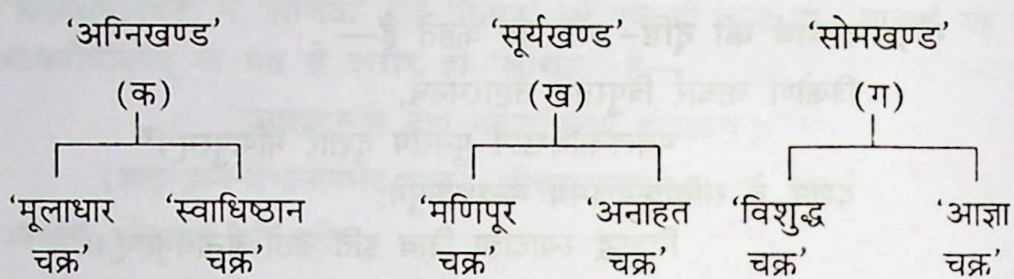 ‘अग्निखण्ड’ ‘सूर्यखण्ड’ ‘सोमखण्ड’
(क) (ख) (ग)
‘मूलाधार ‘स्वाधिष्ठान ‘मणिपूर ‘अनाहत ‘विशुद्ध ‘आज्ञा
चक्र’ चक्र’ चक्र’ चक्र’ चक्र’ चक्र’